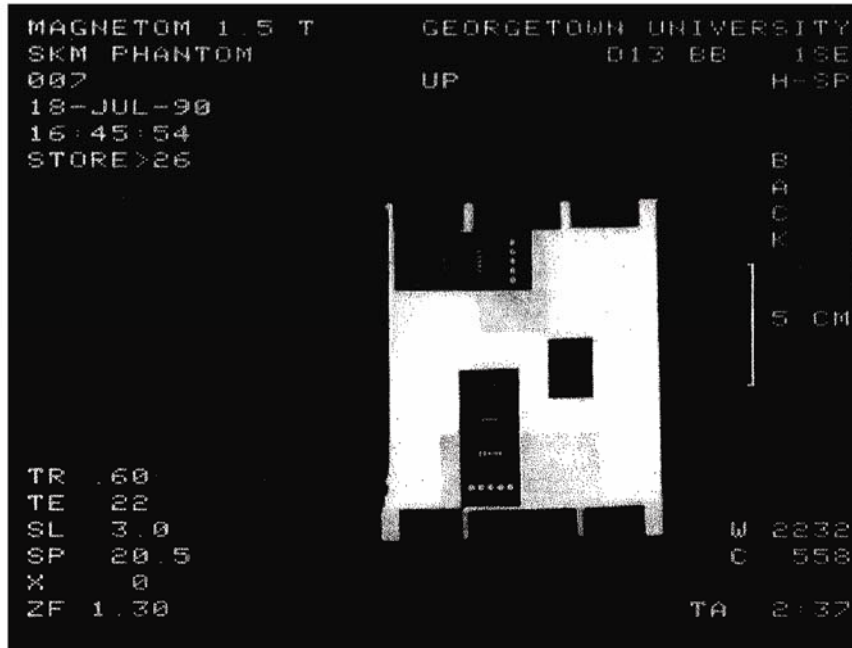 MAGNETOM 1.5 T
SKM PHANTOM
007
18-JUL-90
16:45:54
STORE>26
GEORGETOWN UNIVERSITY
D13 BB 1SE
UP H-SP
BACK
5 CM
TR .60
TE 22
SL 3.0
SP 20.5
X 0
ZF 1.30
W 2232
C 558
TA 2:37